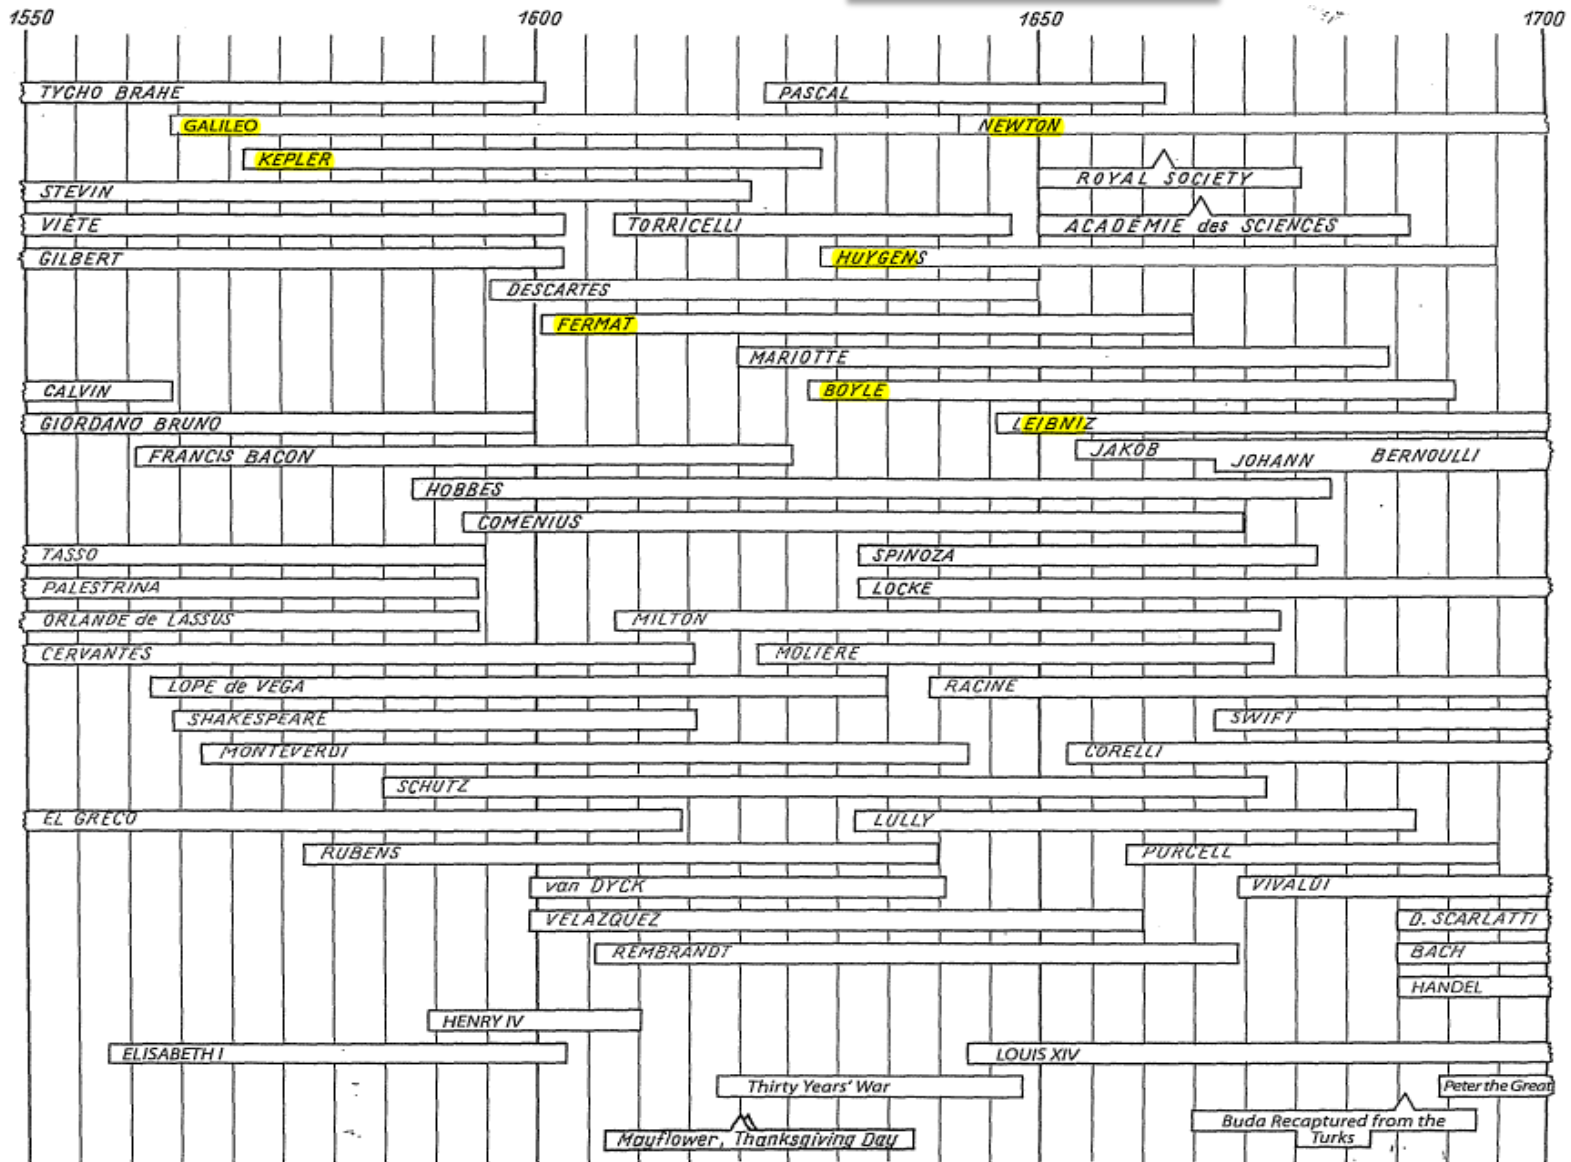 1550 1600 1650 1700
TYCHO BRAHE PASCAL
GALILEO NEWTON
KEPLER
ROYAL SOCIETY
STEVIN
VIÈTE TORRICELLI ACADÉMIE des SCIENCES
GILBERT HUYGENS
DESCARTES
FERMAT
MARIOTTE
CALVIN BOYLE
GIORDANO BRUNO LEIBNIZ
FRANCIS BACON JAKOB JOHANN BERNOULLI
HOBBES
COMENIUS
TASSO SPINOZA
PALESTRINA LOCKE
ORLANDE de LASSUS MILTON
CERVANTES MOLIÈRE
LOPE de VEGA RACINE
SHAKESPEARE SWIFT
MONTEVERDI CORELLI
SCHUTZ
EL GRECO LULLY
RUBENS PURCELL
van DYCK VIVALDI
VELAZQUEZ D. SCARLATTI
REMBRANDT BACH
HANDEL
HENRY IV
ELISABETH I LOUIS XIV
Thirty Years' War Peter the Great
Buda Recaptured from the
Turks
Mayflower, Thanksgiving Day